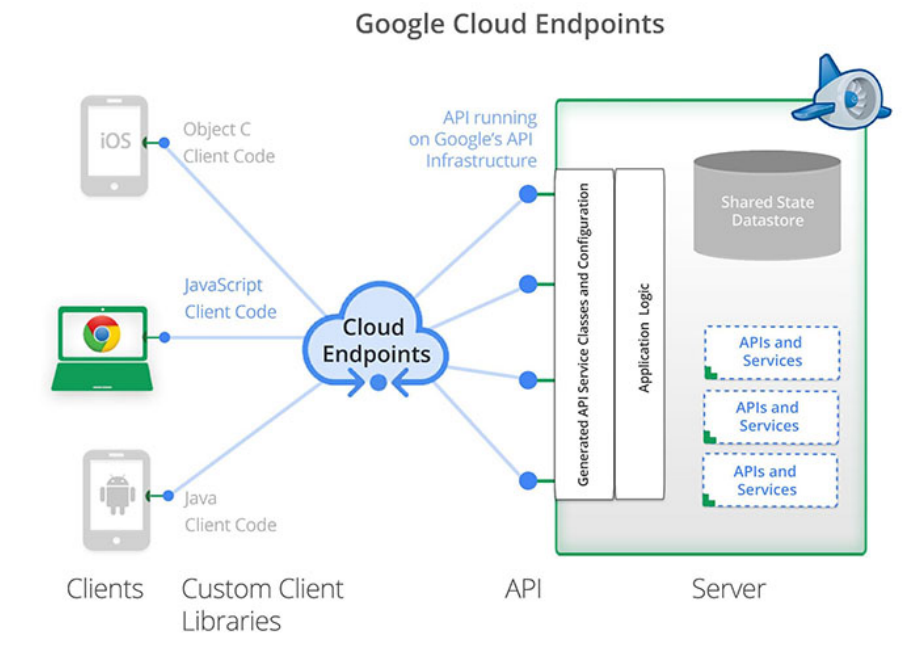 Google Cloud Endpoints
iOS
Object C
Client Code
JavaScript
Client Code
Java
Client Code
Cloud
Endpoints
API running
on Google's API
Infrastructure
Generated API Service Classes and Configuration
Application Logic
Shared State
Datastore
APIs and
Services
APIs and
Services
APIs and
Services
Clients
Custom Client
Libraries
API
Server